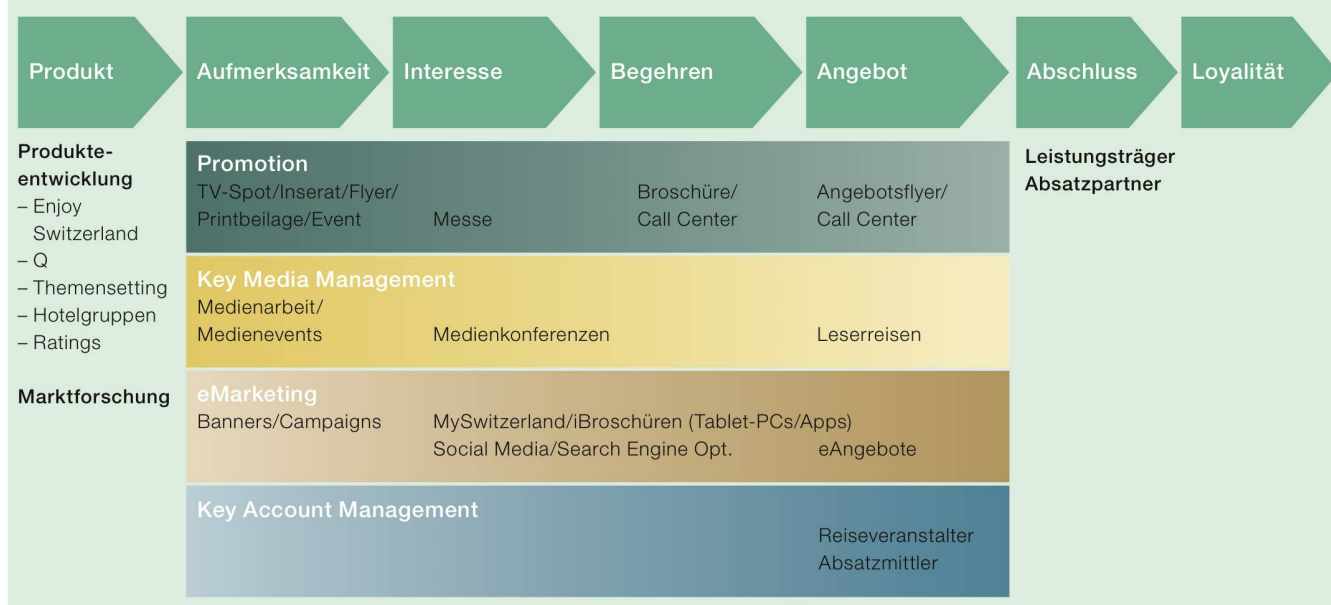 Produkt
Aufmerksamkeit
Interesse
Begehren
Angebot
Abschluss
Loyalität
Produkte-
entwicklung
– Enjoy
Switzerland
– Q
– Themensetting
– Hotelgruppen
– Ratings
Marktforschung
Promotion
TV-Spot/Inserat/Flyer/
Printbeilage/Event
Messe
Broschüre/
Call Center
Angebotsflyer/
Call Center
Key Media Management
Medienarbeit/
Medienevents
Medienkonferenzen
Leserreisen
eMarketing
Banners/Campaigns
MySwitzerland/iBroschüren (Tablet-PCs/Apps)
Social Media/Search Engine Opt.
eAngebote
Key Account Management
Reiseveranstalter
Absatzmittler
Leistungsträger
Absatzpartner